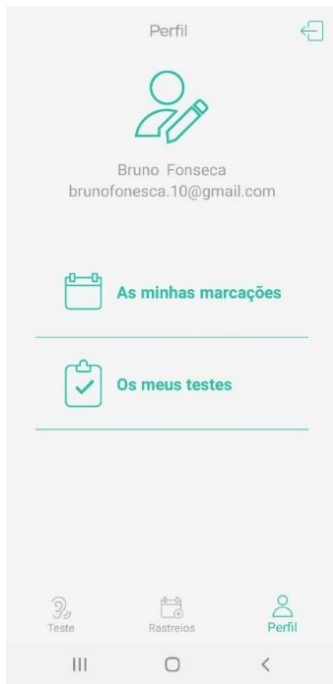 Perfil
Bruno Fonseca
brunofonesca.10@gmail.com
As minhas marcações
Os meus testes
Teste
Rastreios
Perfil